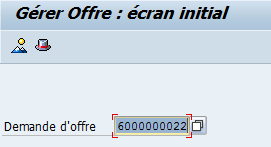 Gérer Offre : écran initial
Demande d'offre 6000000022